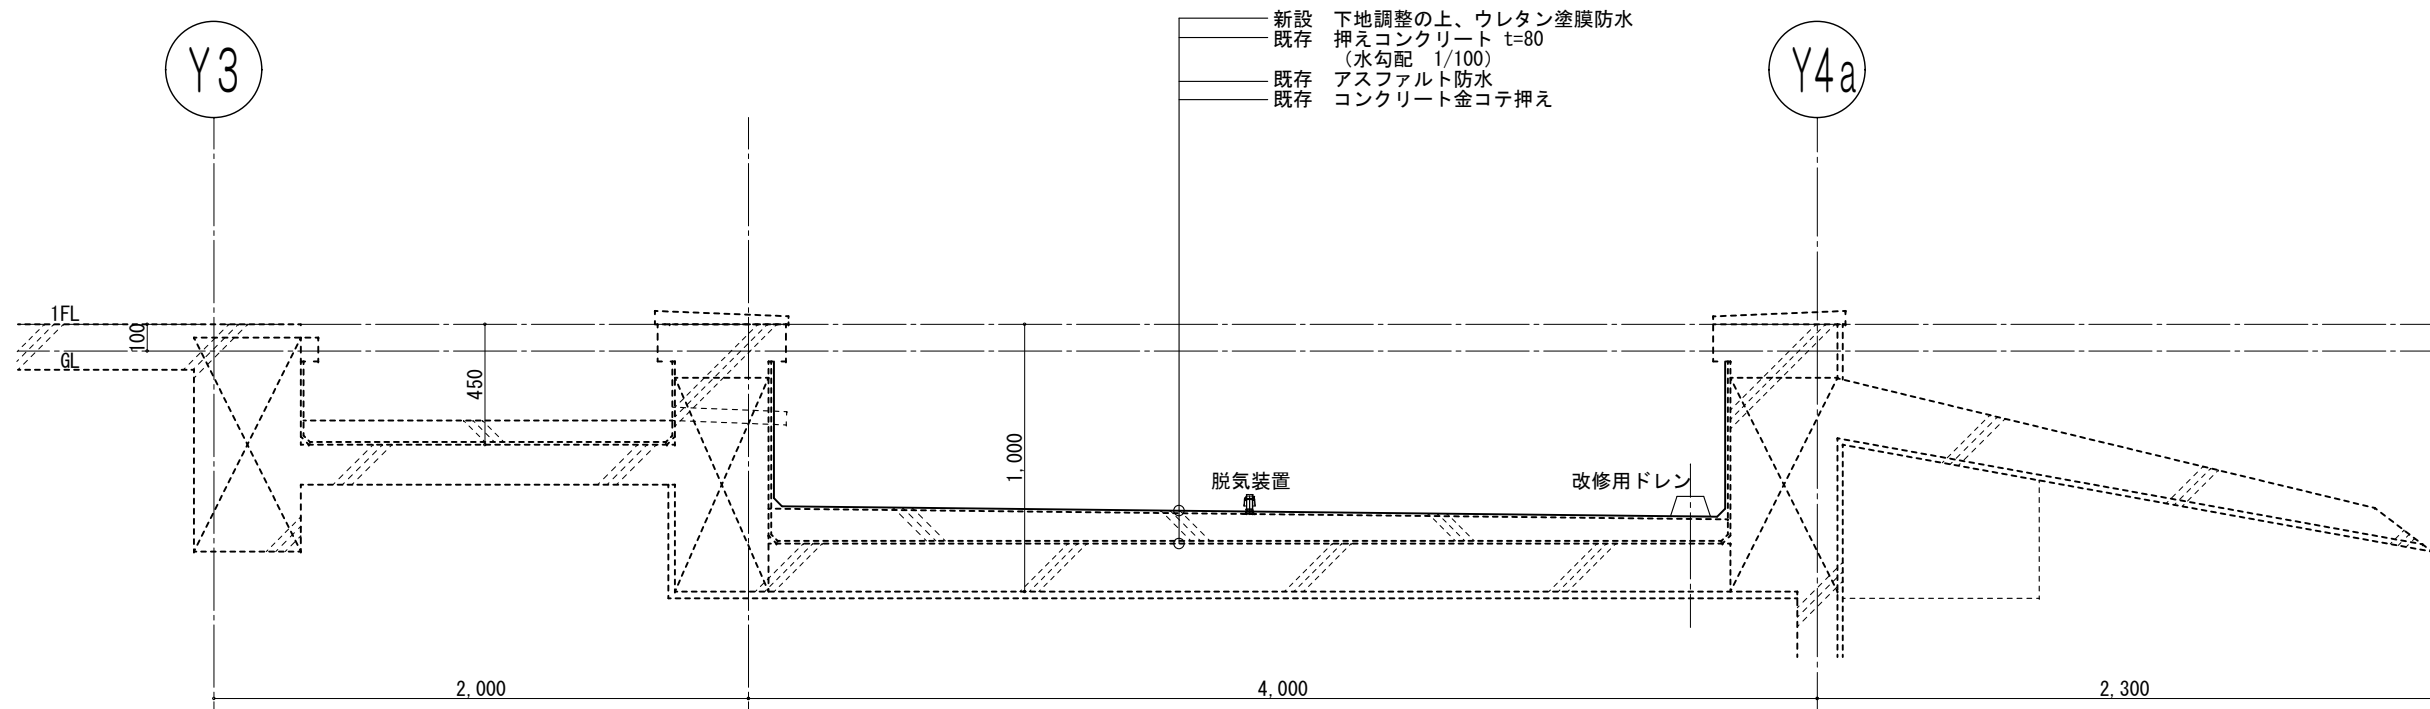 新設　下地調整の上、ウレタン塗膜防水
既存　押えコンクリート t=80
（水勾配　1/100）
既存　アスファルト防水
既存　コンクリート金コテ押え
Y3
Y4a
1FL
100
GL
450
1,000
脱気装置
改修用ドレン
2,000
4,000
2,300